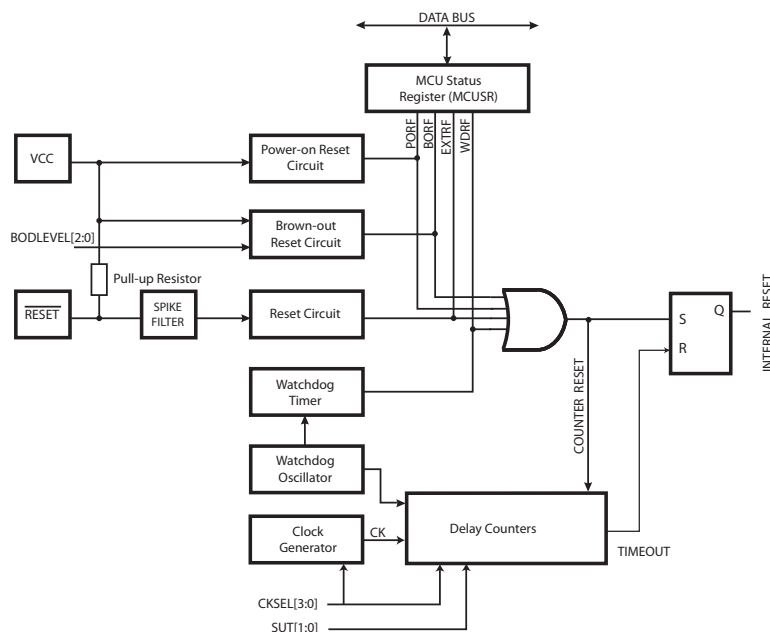 DATA BUS
MCU Status
Register (MCUSR)
PORF
BORF
EXTRF
WDRF
VCC
Power-on Reset
Circuit
Brown-out
Reset Circuit
BODLEVEL[2:0]
Pull-up Resistor
RESET
SPIKE
FILTER
Reset Circuit
S
Q
R
INTERNAL RESET
COUNTER RESET
Watchdog
Timer
Watchdog
Oscillator
Clock
Generator
CK
Delay Counters
TIMEOUT
CKSEL[3:0]
SUT[1:0]